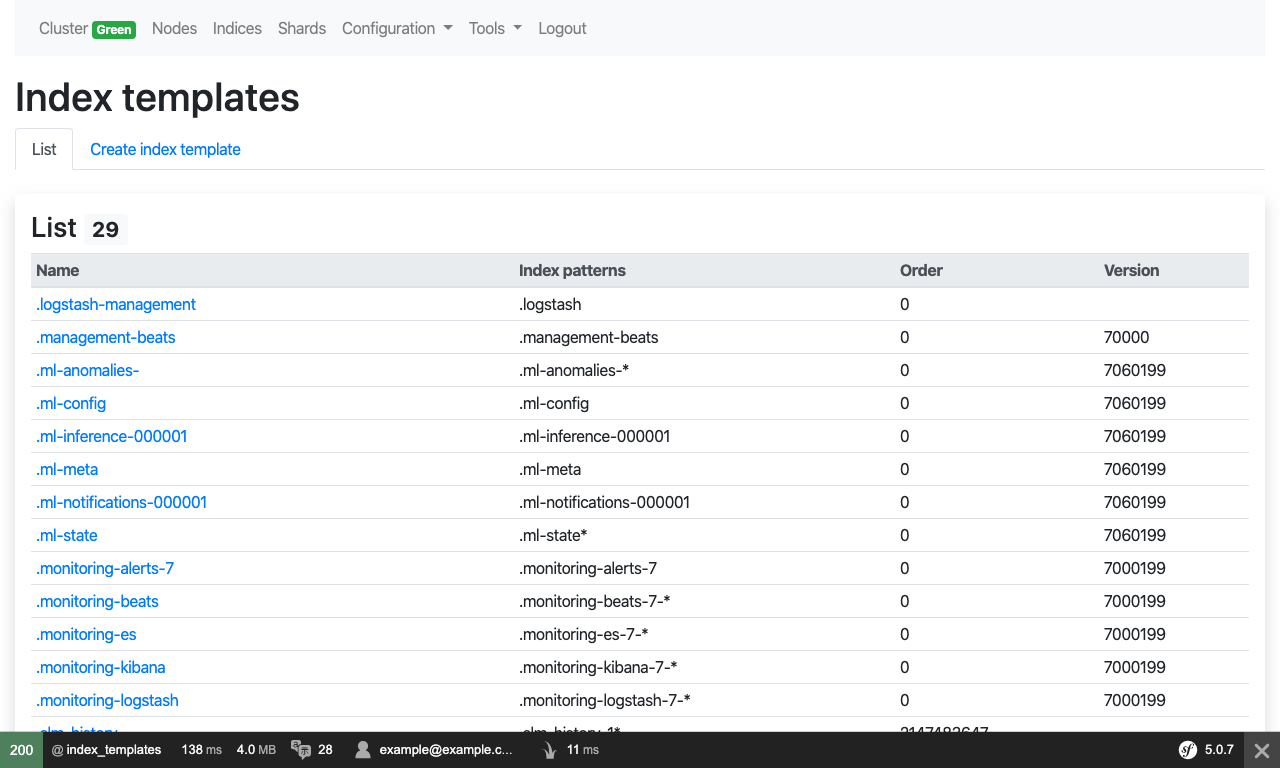 Cluster Green Nodes Indices Shards Configuration Tools Logout
Index templates
List Create index template
List 29
Name Index patterns Order Version
.logstash-management .logstash 0
.management-beats .management-beats 0 70000
.ml-anomalies- .ml-anomalies-* 0 7060199
.ml-config .ml-config 0 7060199
.ml-inference-000001 .ml-inference-000001 0 7060199
.ml-meta .ml-meta 0 7060199
.ml-notifications-000001 .ml-notifications-000001 0 7060199
.ml-state .ml-state* 0 7060199
.monitoring-alerts-7 .monitoring-alerts-7 0 7000199
.monitoring-beats .monitoring-beats-7-* 0 7000199
.monitoring-es .monitoring-es-7-* 0 7000199
.monitoring-kibana .monitoring-kibana-7-* 0 7000199
.monitoring-logstash .monitoring-logstash-7-* 0 7000199
200 @ index_templates 138 ms 4.0 MB 28 example@example.c... 11 ms sf 5.0.7